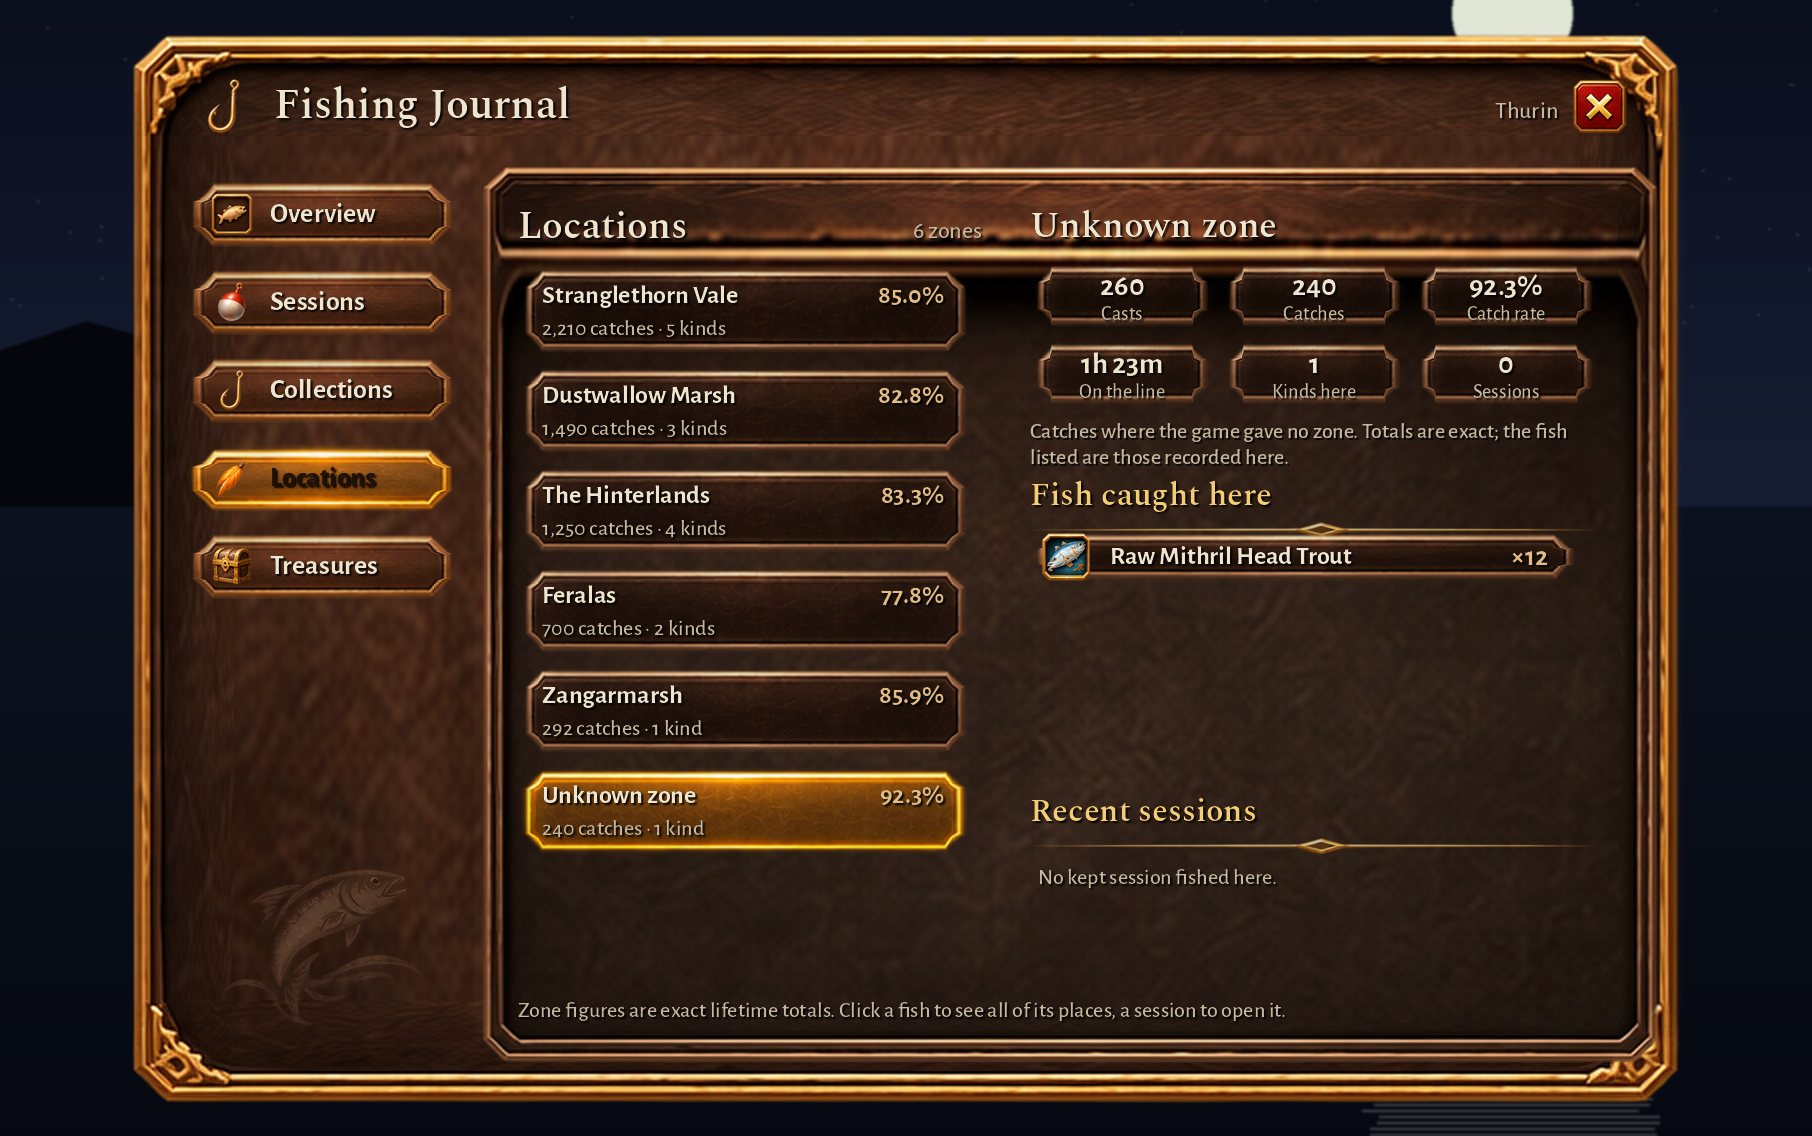 Fishing Journal
Thurin
Overview
Sessions
Collections
Locations
Treasures
Locations
6 zones
Stranglethorn Vale 85.0%
2,210 catches · 5 kinds
Dustwallow Marsh 82.8%
1,490 catches · 3 kinds
The Hinterlands 83.3%
1,250 catches · 4 kinds
Feralas 77.8%
700 catches · 2 kinds
Zangarmarsh 85.9%
292 catches · 1 kind
Unknown zone 92.3%
240 catches · 1 kind
Unknown zone
260 240 92.3%
Casts Catches Catch rate
1h 23m 1 0
On the line Kinds here Sessions
Catches where the game gave no zone. Totals are exact; the fish
listed are those recorded here.
Fish caught here
Raw Mithril Head Trout ×12
Recent sessions
No kept session fished here.
Zone figures are exact lifetime totals. Click a fish to see all of its places, a session to open it.